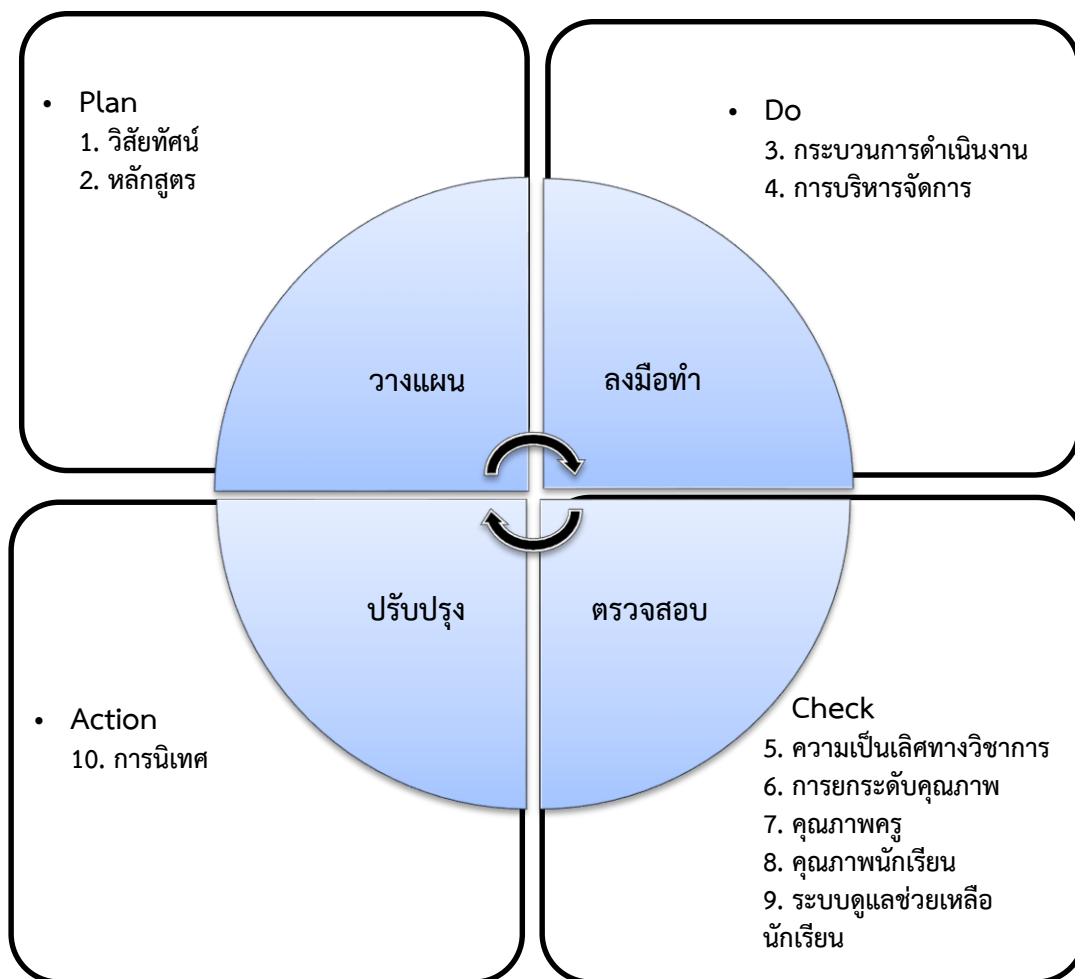 • Plan
1. วิสัยทัศน์
2. หลักสูตร
• Do
3. กระบวนการดำเนินงาน
4. การบริหารจัดการ
วางแผน
ลงมือทำ
ปรับปรุง
ตรวจสอบ
• Action
10. การนิเทศ
Check
5. ความเป็นเลิศทางวิชาการ
6. การยกระดับคุณภาพ
7. คุณภาพครู
8. คุณภาพนักเรียน
9. ระบบดูแลช่วยเหลือ
นักเรียน